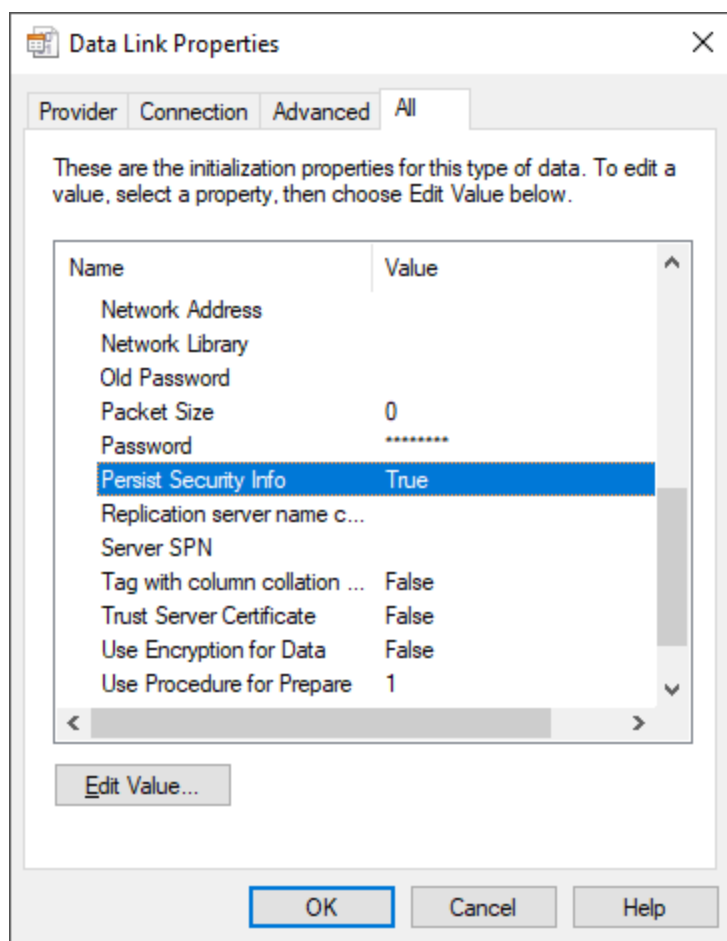 Data Link Properties
Provider Connection Advanced All
These are the initialization properties for this type of data. To edit a
value, select a property, then choose Edit Value below.
Name Value
Network Address
Network Library
Old Password
Packet Size 0
Password ********
Persist Security Info True
Replication server name c...
Server SPN
Tag with column collation ... False
Trust Server Certificate False
Use Encryption for Data False
Use Procedure for Prepare 1
Edit Value...
OK Cancel Help